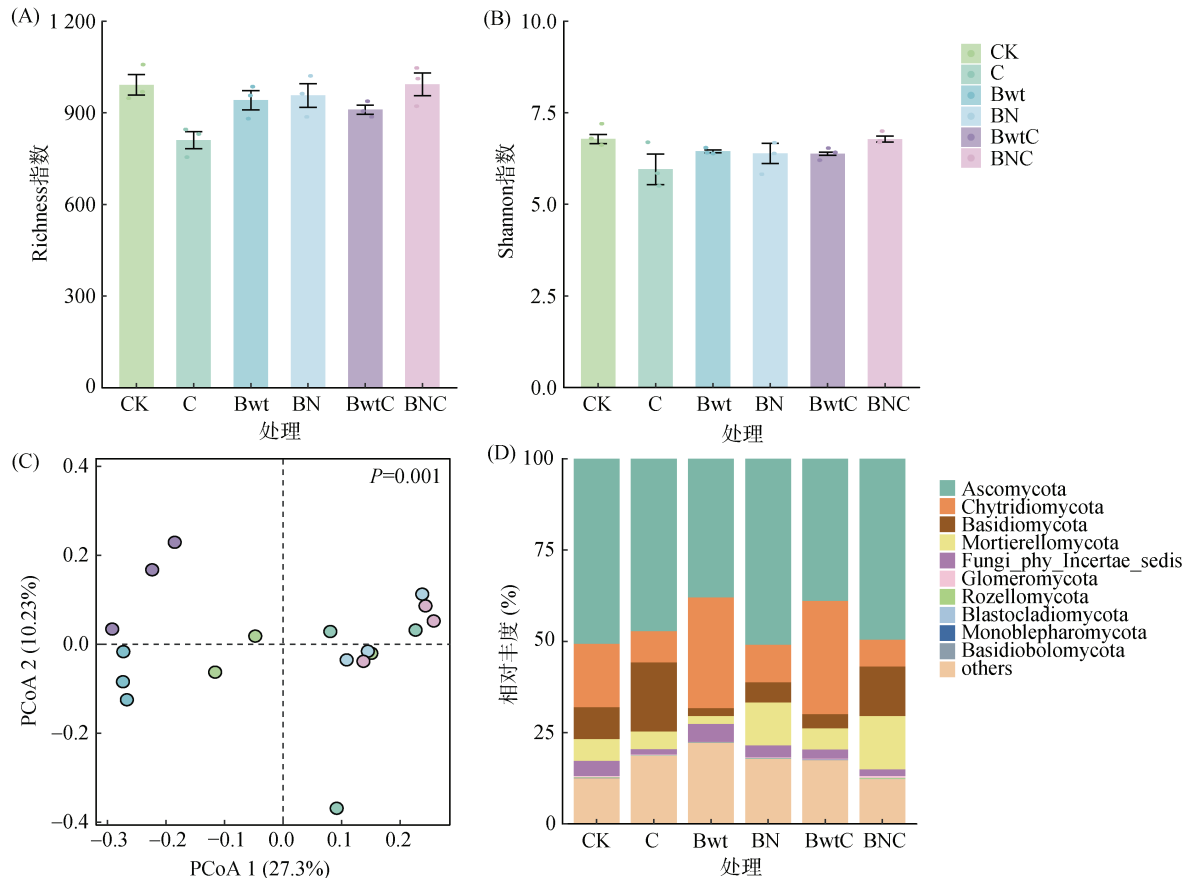 (A)
1 200
900
600
300
0
Richness指数
CK C Bwt BN BwtC BNC
处理
(B)
10.0
7.5
5.0
2.5
0.0
Shannon指数
CK C Bwt BN BwtC BNC
处理
CK
C
Bwt
BN
BwtC
BNC
(C)
P=0.001
0.4
0.2
0.0
−0.2
−0.4
PCoA 2 (10.23%)
−0.3 −0.2 −0.1 0.0 0.1 0.2
PCoA 1 (27.3%)
(D)
100
75
50
25
0
相对丰度 (%)
CK C Bwt BN BwtC BNC
处理
Ascomycota
Chytridiomycota
Basidiomycota
Mortierellomycota
Fungi_phy_Incertae_sedis
Glomeromycota
Rozellomycota
Blastocladiomycota
Monoblepharomycota
Basidiobolomycota
others